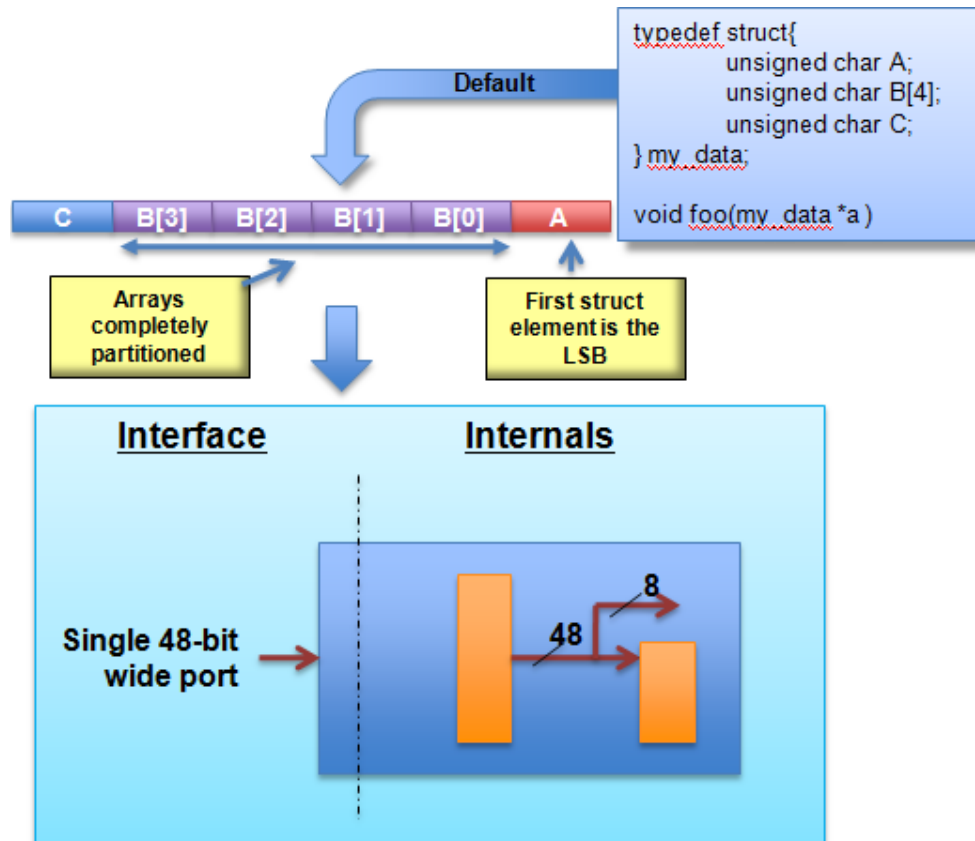 typedef struct{
unsigned char A;
unsigned char B[4];
unsigned char C;
} my_data;
void foo(my_data *a )
Default
C B[3] B[2] B[1] B[0] A
Arrays
completely
partitioned
First struct
element is the
LSB
Interface
Internals
8
48
Single 48-bit
wide port